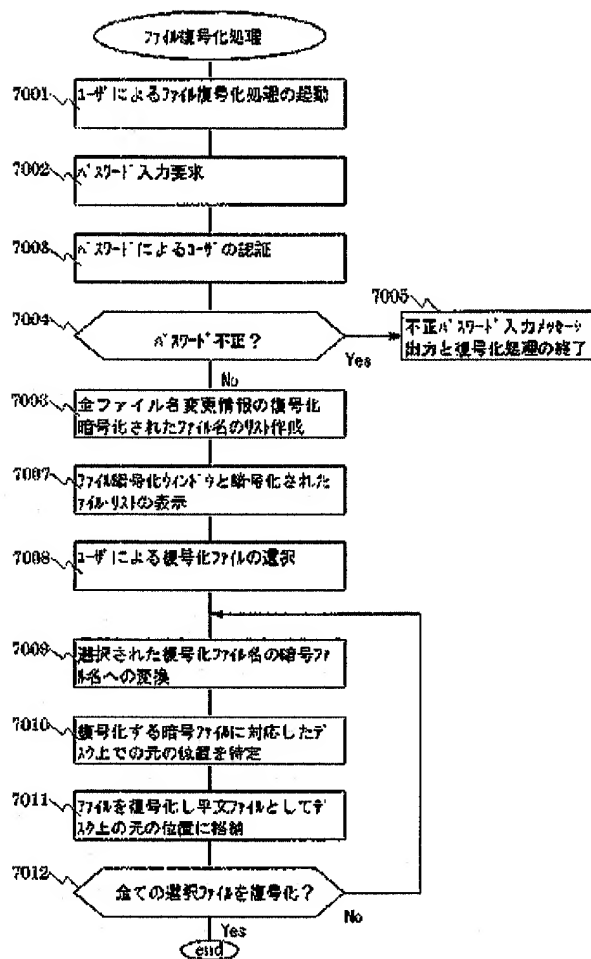 ファイル復号化処理
7001
ユーザによるファイル復号化処理の起動
7002
パスワード入力要求
7003
パスワードによるユーザの認証
7004
パスワード不正?
Yes
No
7005
不正パスワード入力メッセージ
出力と復号化処理の終了
7006
全ファイル名変更情報の復号化
暗号化されたファイル名のリスト作成
7007
ファイル暗号化ウィンドウと暗号化された
ァイル・リストの表示
7008
ユーザによる復号化ファイルの選択
7009
選択された復号化ファイル名の暗号ファ
ル名への変換
7010
復号化する暗号ファイルに対応したデ
スク上での元の位置を特定
7011
ファイルを復号化し平文ファイルとしてデ
スク上の元の位置に格納
7012
全ての選択ファイルを復号化?
No
Yes
end